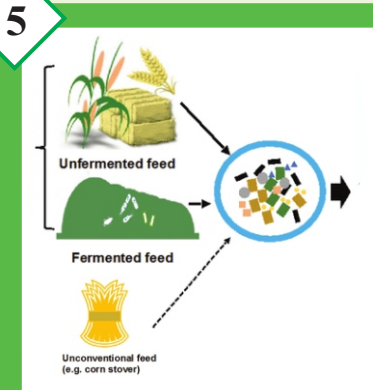 5
Unfermented feed
Fermented feed
Unconventional feed
(e.g. corn stover)